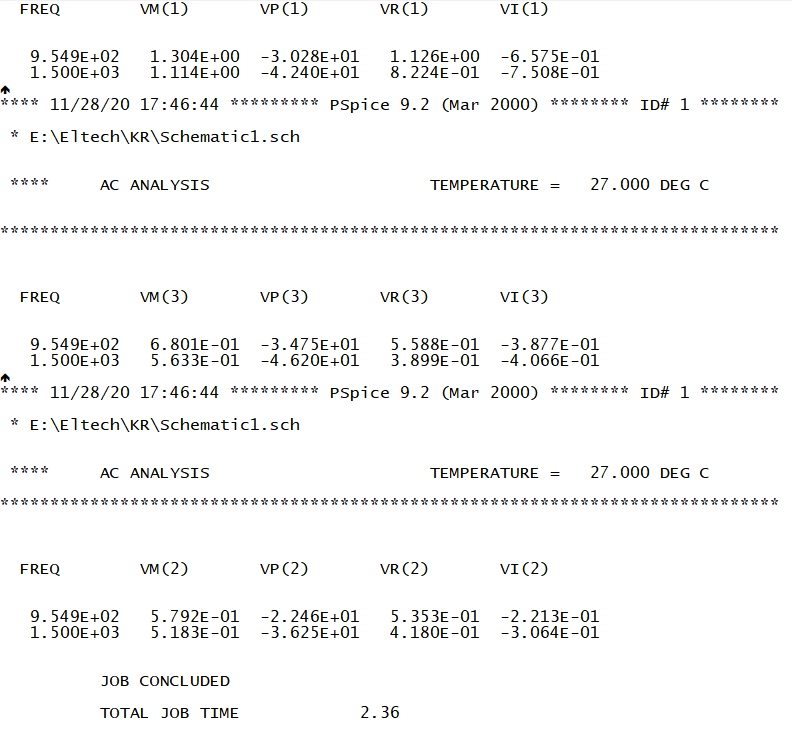 FREQ VM(1) VP(1) VR(1) VI(1)
9.549E+02 1.304E+00 -3.028E+01 1.126E+00 -6.575E-01
1.500E+03 1.114E+00 -4.240E+01 8.224E-01 -7.508E-01
**** 11/28/20 17:46:44 ********* PSpice 9.2 (Mar 2000) ******** ID# 1 ********
* E:\Eltech\KR\Schematic1.sch
**** AC ANALYSIS TEMPERATURE = 27.000 DEG C
******************************************************************************
FREQ VM(3) VP(3) VR(3) VI(3)
9.549E+02 6.801E-01 -3.475E+01 5.588E-01 -3.877E-01
1.500E+03 5.633E-01 -4.620E+01 3.899E-01 -4.066E-01
**** 11/28/20 17:46:44 ********* PSpice 9.2 (Mar 2000) ******** ID# 1 ********
* E:\Eltech\KR\Schematic1.sch
**** AC ANALYSIS TEMPERATURE = 27.000 DEG C
******************************************************************************
FREQ VM(2) VP(2) VR(2) VI(2)
9.549E+02 5.792E-01 -2.246E+01 5.353E-01 -2.213E-01
1.500E+03 5.183E-01 -3.625E+01 4.180E-01 -3.064E-01
JOB CONCLUDED
TOTAL JOB TIME 2.36